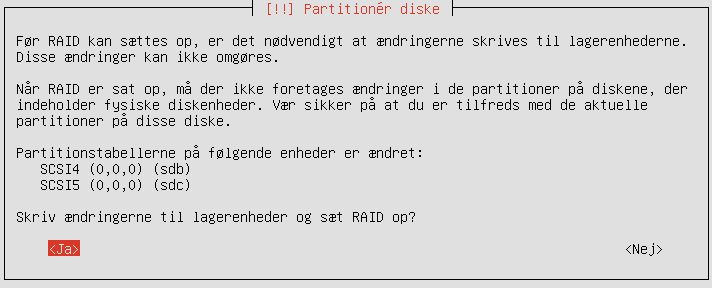 [!!] Partitionér diske
Før RAID kan sættes op, er det nødvendigt at ændringerne skrives til lagerenhederne.
Disse ændringer kan ikke omgøres.
Når RAID er sat op, må der ikke foretages ændringer i de partitioner på diskene, der
indeholder fysiske diskenheder. Vær sikker på at du er tilfreds med de aktuelle
partitioner på disse diske.
Partitionstabellerne på følgende enheder er ændret:
SCSI4 (0,0,0) (sdb)
SCSI5 (0,0,0) (sdc)
Skriv ændringerne til lagerenheder og sæt RAID op?
<Ja> <Nej>